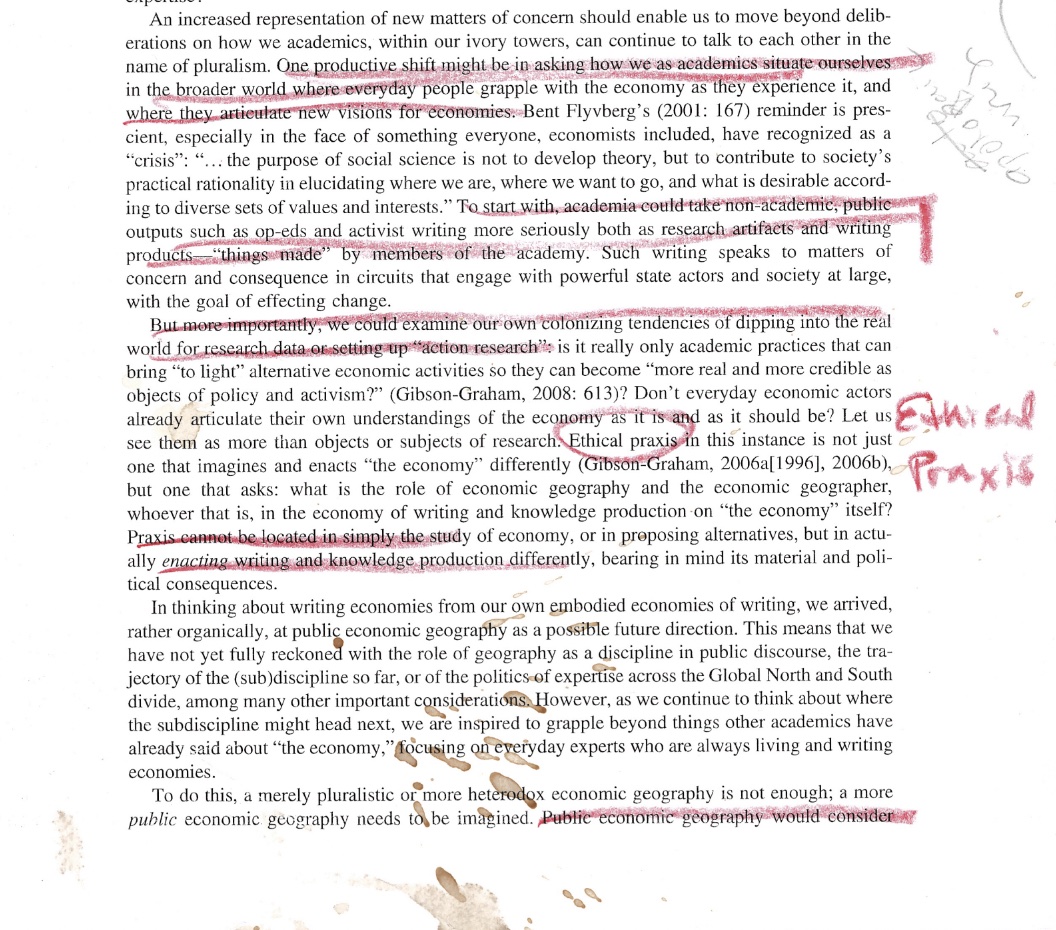 expertise?
An increased representation of new matters of concern should enable us to move beyond delib-
erations on how we academics, within our ivory towers, can continue to talk to each other in the
name of pluralism. One productive shift might be in asking how we as academics situate ourselves
in the broader world where everyday people grapple with the economy as they experience it, and
where they articulate new visions for economies. Bent Flyvberg’s (2001: 167) reminder is pres-
cient, especially in the face of something everyone, economists included, have recognized as a
“crisis”: “… the purpose of social science is not to develop theory, but to contribute to society’s
practical rationality in elucidating where we are, where we want to go, and what is desirable accord-
ing to diverse sets of values and interests.” To start with, academia could take non-academic, public
outputs such as op-eds and activist writing more seriously both as research artifacts and writing
products—“things made” by members of the academy. Such writing speaks to matters of
concern and consequence in circuits that engage with powerful state actors and society at large,
with the goal of effecting change.
But more importantly, we could examine our own colonizing tendencies of dipping into the real
world for research data or setting up “action research”: is it really only academic practices that can
bring “to light” alternative economic activities so they can become “more real and more credible as
objects of policy and activism?” (Gibson-Graham, 2008: 613)? Don’t everyday economic actors
already articulate their own understandings of the economy as it is and as it should be? Let us
see them as more than objects or subjects of research. Ethical praxis in this instance is not just
one that imagines and enacts “the economy” differently (Gibson-Graham, 2006a[1996], 2006b),
but one that asks: what is the role of economic geography and the economic geographer,
whoever that is, in the economy of writing and knowledge production on “the economy” itself?
Praxis cannot be located in simply the study of economy, or in proposing alternatives, but in actu-
ally enacting writing and knowledge production differently, bearing in mind its material and poli-
tical consequences.
Ethical
Praxis
In thinking about writing economies from our own embodied economies of writing, we arrived,
rather organically, at public economic geography as a possible future direction. This means that we
have not yet fully reckoned with the role of geography as a discipline in public discourse, the tra-
jectory of the (sub)discipline so far, or of the politics of expertise across the Global North and South
divide, among many other important considerations. However, as we continue to think about where
the subdiscipline might head next, we are inspired to grapple beyond things other academics have
already said about “the economy,” focusing on everyday experts who are always living and writing
economies.
To do this, a merely pluralistic or more heterodox economic geography is not enough; a more
public economic geography needs to be imagined. Public economic geography would consider